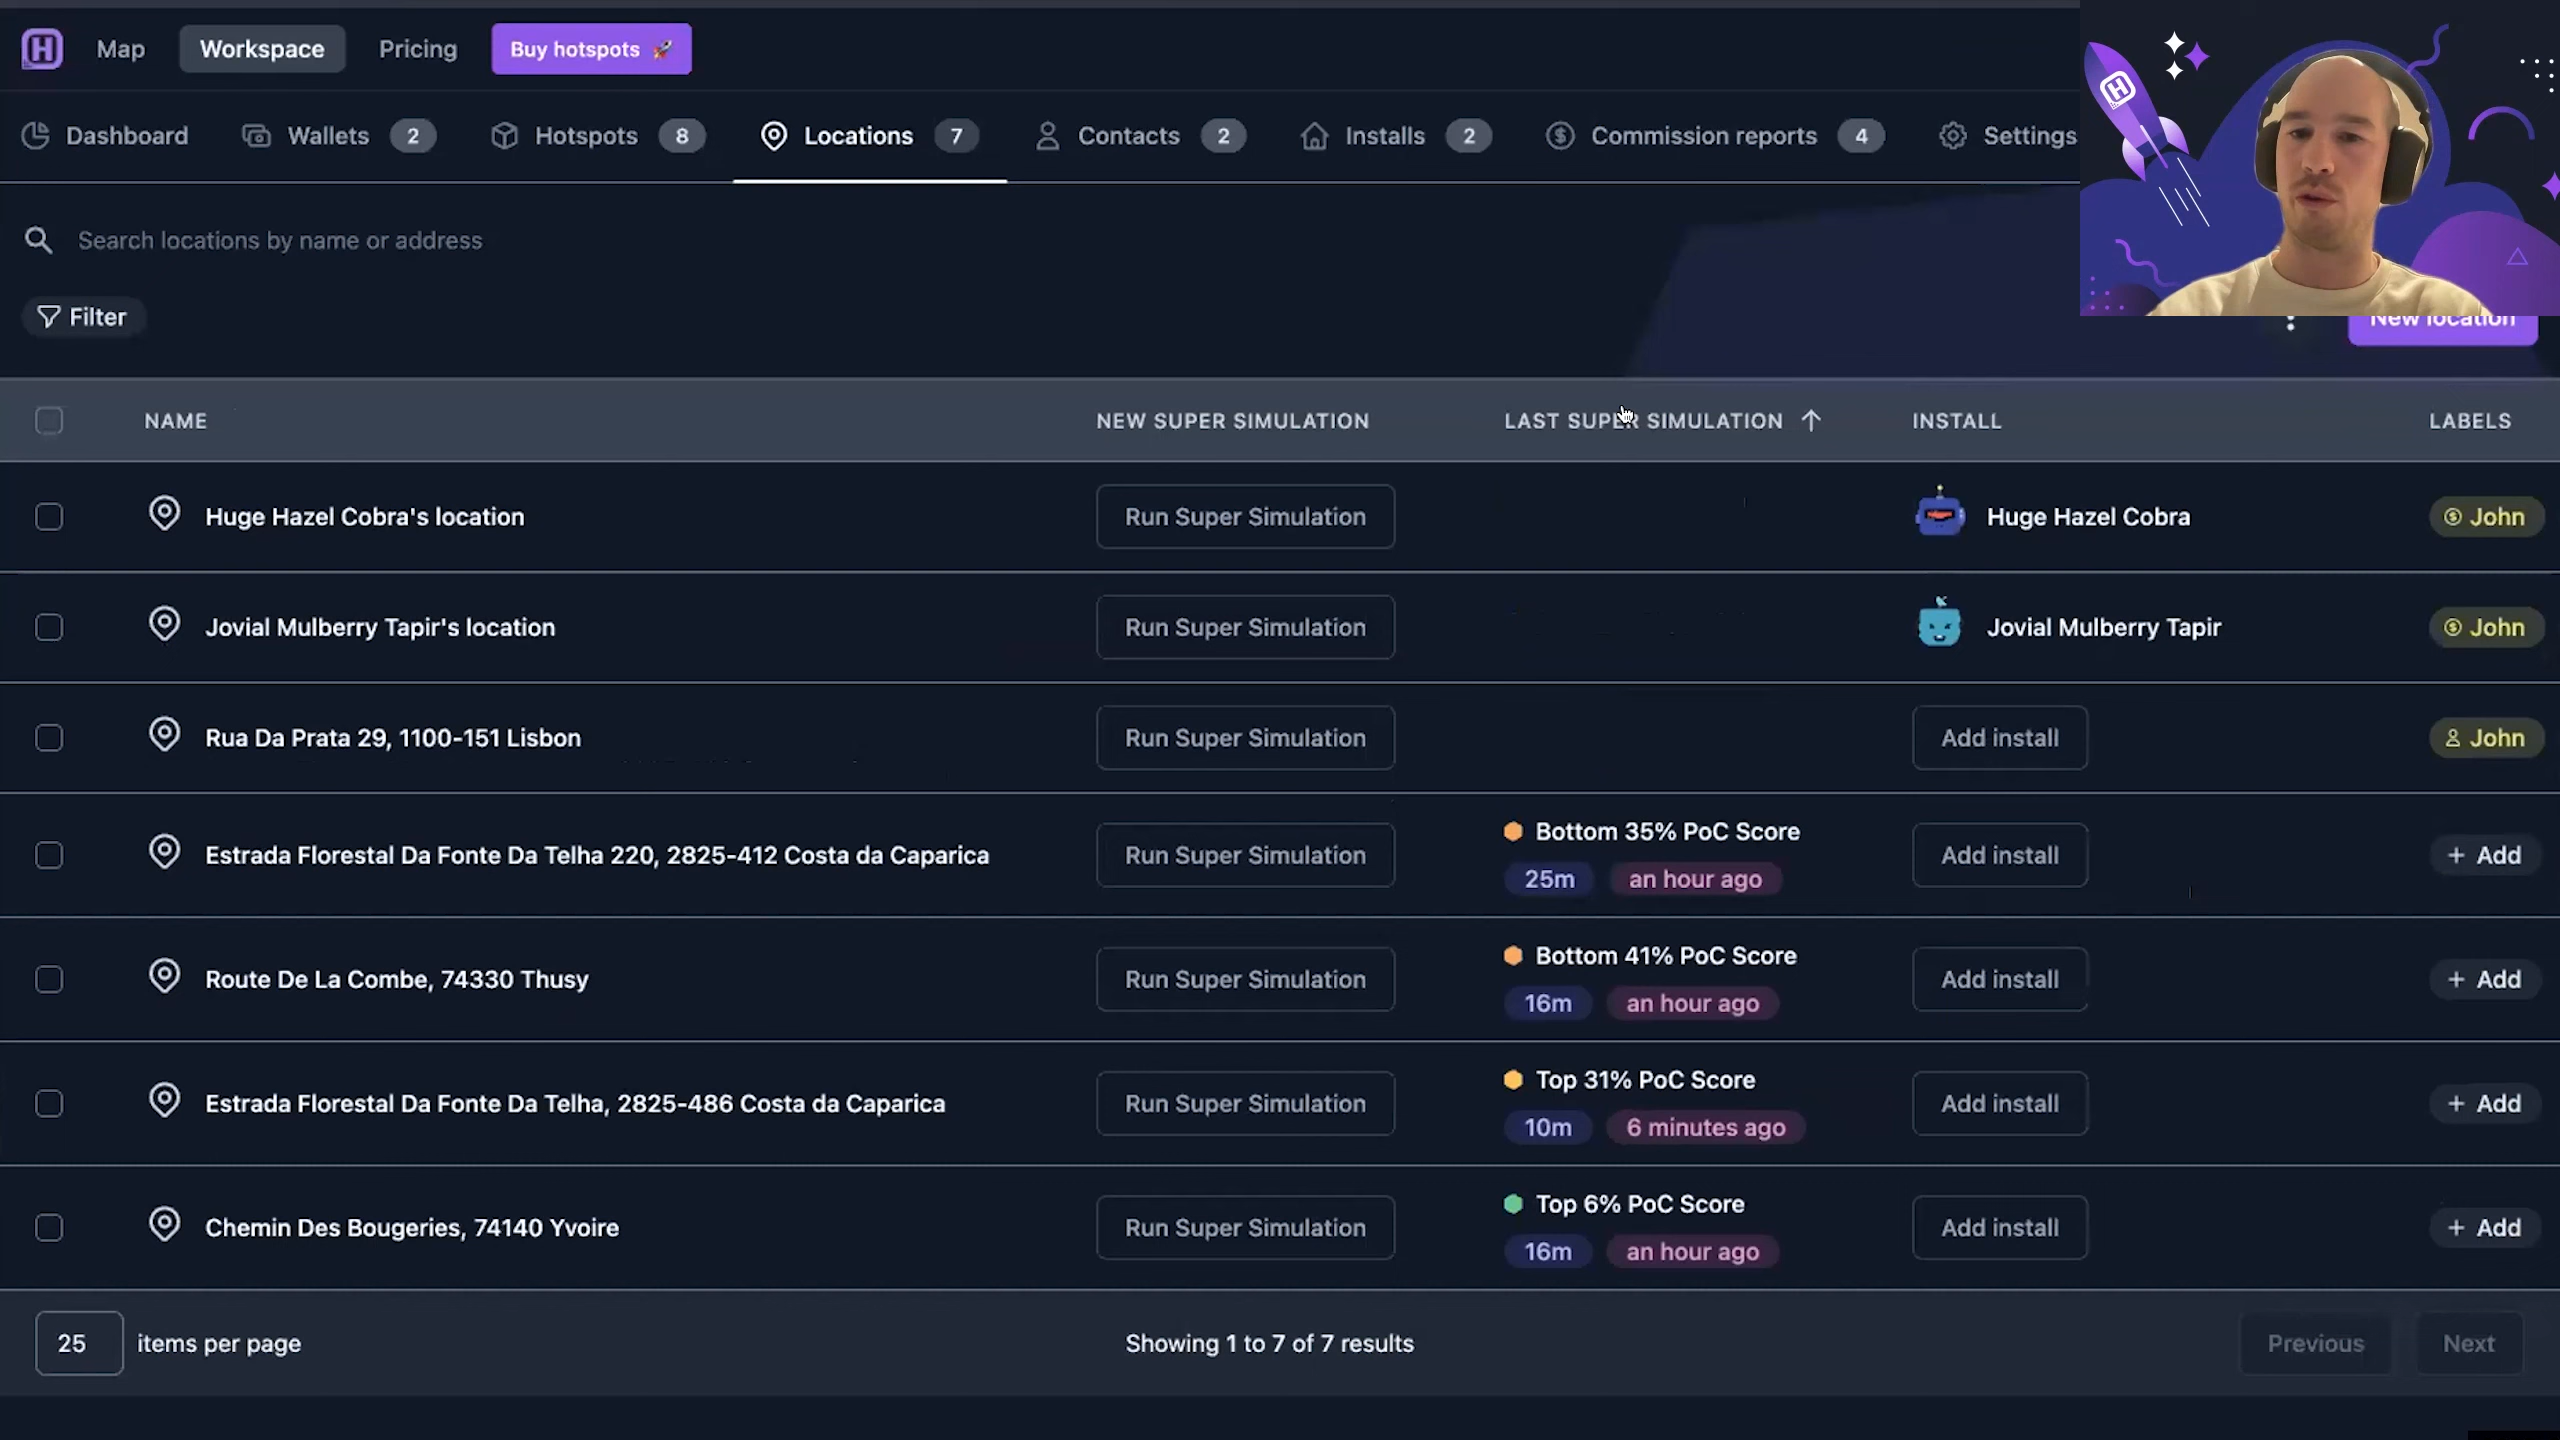 Map
Workspace
Pricing
Buy hotspots
Dashboard
Wallets 2
Hotspots 8
Locations 7
Contacts 2
Installs 2
Commission reports 4
Settings
Search locations by name or address
Filter
New location
NAME
NEW SUPER SIMULATION
LAST SUPER SIMULATION
INSTALL
LABELS
Huge Hazel Cobra's location
Run Super Simulation
Huge Hazel Cobra
John
Jovial Mulberry Tapir's location
Run Super Simulation
Jovial Mulberry Tapir
John
Rua Da Prata 29, 1100-151 Lisbon
Run Super Simulation
Add install
John
Estrada Florestal Da Fonte Da Telha 220, 2825-412 Costa da Caparica
Run Super Simulation
Bottom 35% PoC Score
25m an hour ago
Add install
+ Add
Route De La Combe, 74330 Thusy
Run Super Simulation
Bottom 41% PoC Score
16m an hour ago
Add install
+ Add
Estrada Florestal Da Fonte Da Telha, 2825-486 Costa da Caparica
Run Super Simulation
Top 31% PoC Score
10m 6 minutes ago
Add install
+ Add
Chemin Des Bougeries, 74140 Yvoire
Run Super Simulation
Top 6% PoC Score
16m an hour ago
Add install
+ Add
25 items per page
Showing 1 to 7 of 7 results
Previous
Next